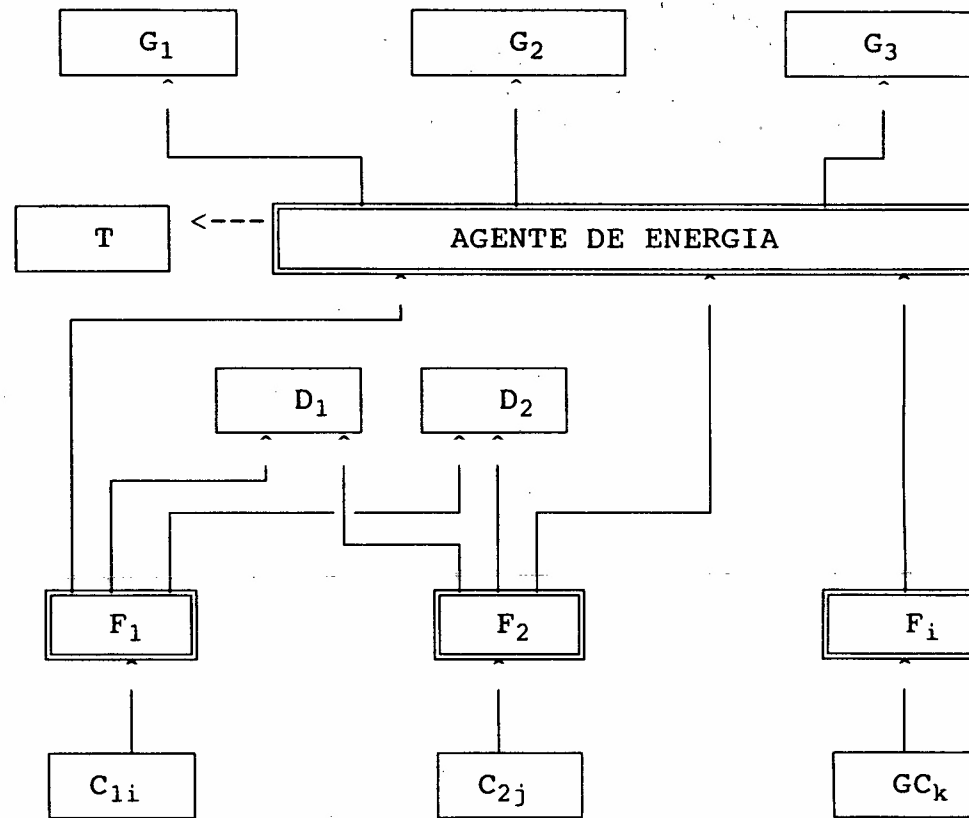 G₁ G₂ G₃
T <--- AGENTE DE ENERGIA
D₁ D₂
F₁ F₂ Fᵢ
C₁ᵢ C₂ⱼ GCₖ